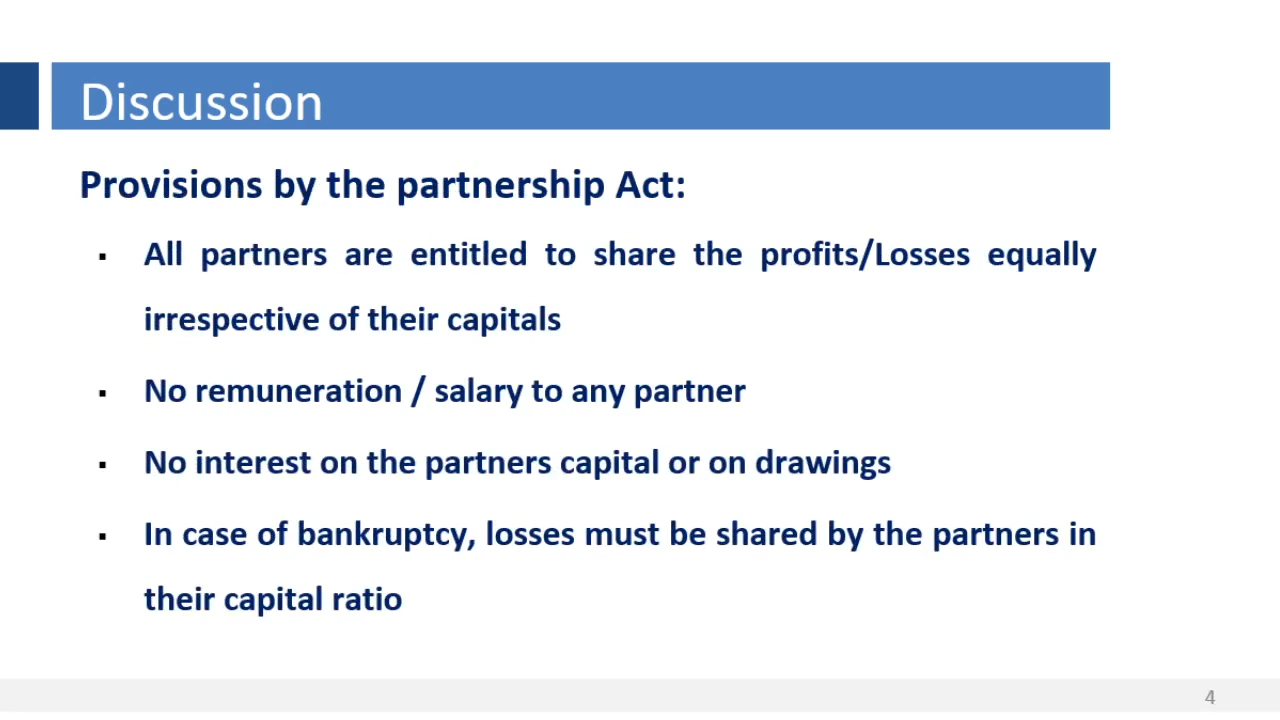 Discussion
Provisions by the partnership Act:
▪ All partners are entitled to share the profits/Losses equally
irrespective of their capitals
▪ No remuneration / salary to any partner
▪ No interest on the partners capital or on drawings
▪ In case of bankruptcy, losses must be shared by the partners in
their capital ratio
4